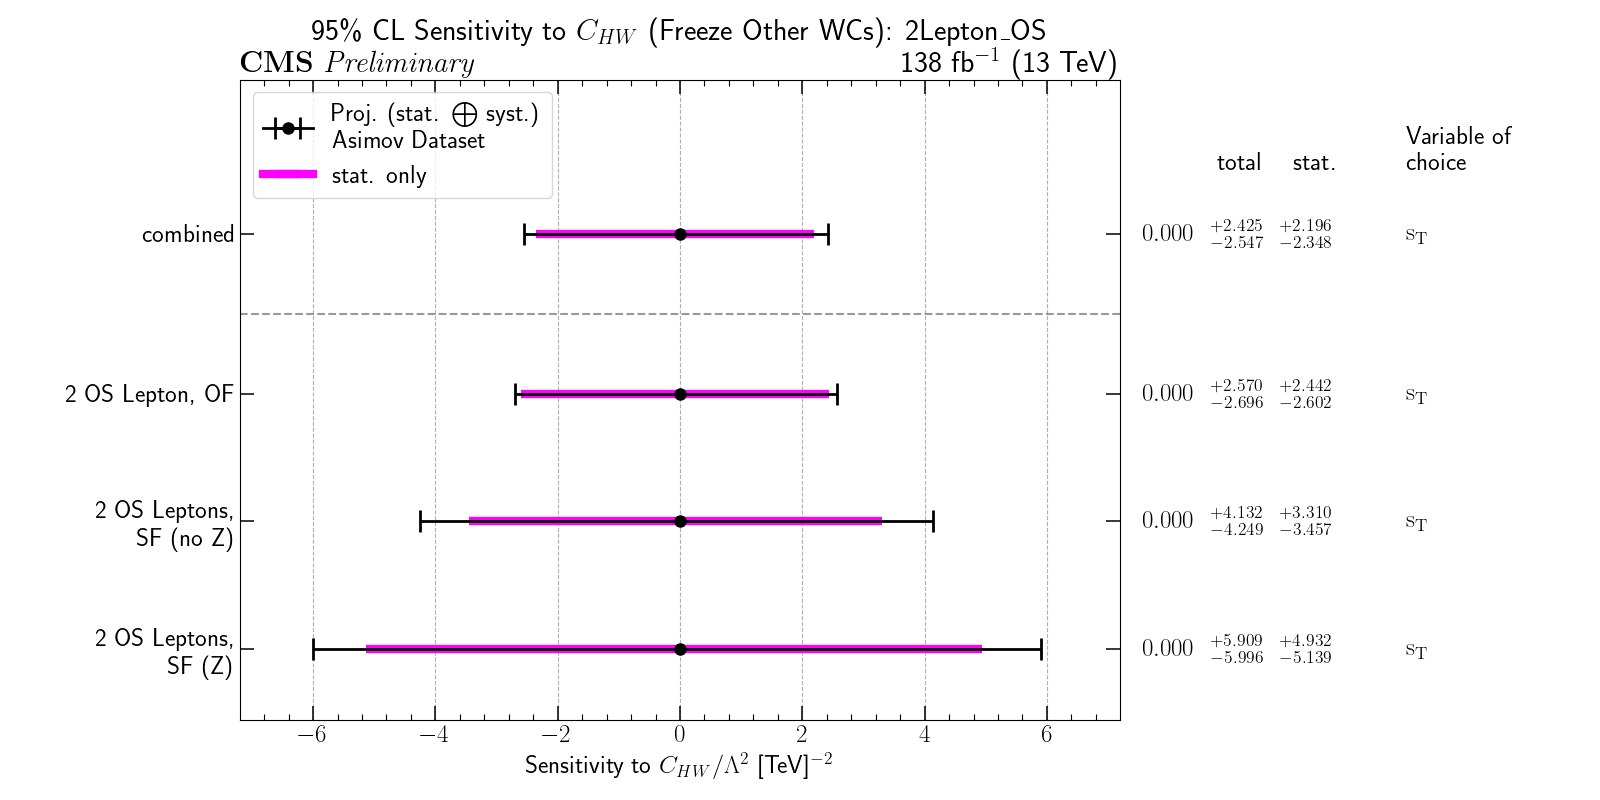 95% CL Sensitivity to C_{HW} (Freeze Other WCs): 2Lepton_OS
CMS Preliminary 138 fb^{-1} (13 TeV)
Proj. (stat. ⨁ syst.)
Asimov Dataset
stat. only
total stat. Variable of
choice
combined 0.000 +2.425 −2.547 +2.196 −2.348 s_T
2 OS Lepton, OF 0.000 +2.570 −2.696 +2.442 −2.602 s_T
2 OS Leptons,
SF (no Z) 0.000 +4.132 −4.249 +3.310 −3.457 s_T
2 OS Leptons,
SF (Z) 0.000 +5.909 −5.996 +4.932 −5.139 s_T
−6 −4 −2 0 2 4 6
Sensitivity to C_{HW}/Λ^2 [TeV]^{−2}